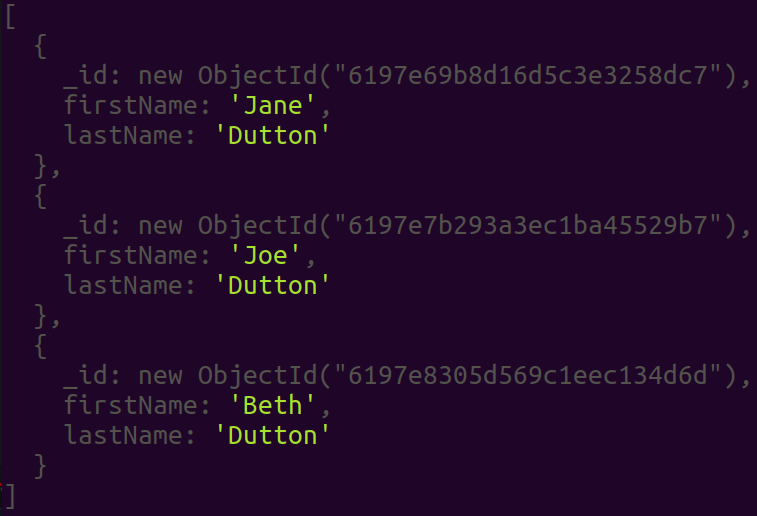 [
  {
    _id: new ObjectId("6197e69b8d16d5c3e3258dc7"),
    firstName: 'Jane',
    lastName: 'Dutton'
  },
  {
    _id: new ObjectId("6197e7b293a3ec1ba45529b7"),
    firstName: 'Joe',
    lastName: 'Dutton'
  },
  {
    _id: new ObjectId("6197e8305d569c1eec134d6d"),
    firstName: 'Beth',
    lastName: 'Dutton'
  }
]